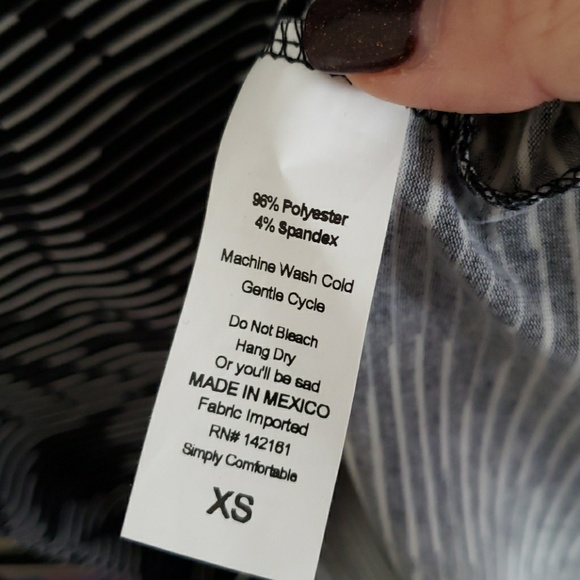 96% Polyester
4% Spandex
Machine Wash Cold
Gentle Cycle
Do Not Bleach
Hang Dry
Or you'll be sad
MADE IN MEXICO
Fabric Imported
RN# 142161
Simply Comfortable
XS